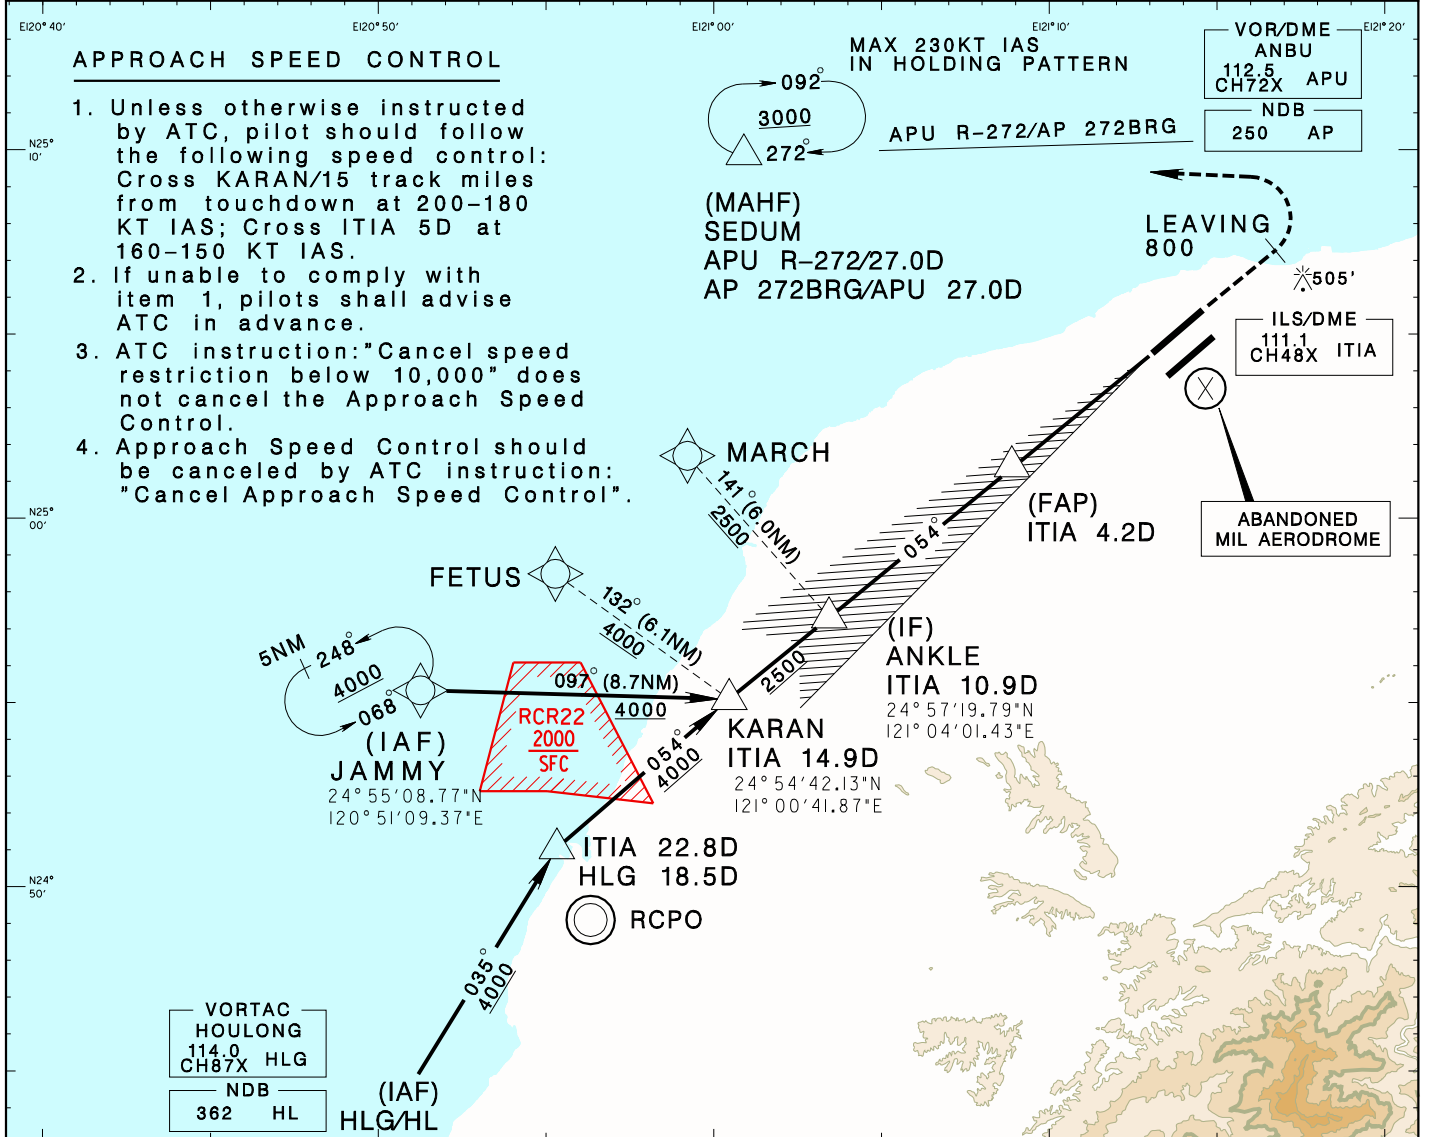 E120°40'
E120°50'
E121°00'
E121°10'
E121°20'
APPROACH SPEED CONTROL
1. Unless otherwise instructed
by ATC, pilot should follow
the following speed control:
Cross KARAN/15 track miles
from touchdown at 200-180
KT IAS; Cross ITIA 5D at
160-150 KT IAS.
2. If unable to comply with
item 1, pilots shall advise
ATC in advance.
3. ATC instruction:"Cancel speed
restriction below 10,000" does
not cancel the Approach Speed
Control.
4. Approach Speed Control should
be canceled by ATC instruction:
"Cancel Approach Speed Control".
MAX 230KT IAS
IN HOLDING PATTERN
092°
3000
272°
(MAHF)
SEDUM
APU R-272/27.0D
AP 272BRG/APU 27.0D
APU R-272/AP 272BRG
VOR/DME
ANBU
112.5
CH72X APU
NDB
250 AP
N25°
10'
LEAVING
800
505'
ILS/DME
111.1
CH48X ITIA
MARCH
141° (6.0NM)
2500
(FAP)
ITIA 4.2D
ABANDONED
MIL AERODROME
N25°
00'
054°
FETUS
132° (6.1NM)
4000
(IF)
ANKLE
ITIA 10.9D
24°57'19.79"N
121°04'01.43"E
2500
5NM
248°
4000
068°
(IAF)
JAMMY
24°55'08.77"N
120°51'09.37"E
097° (8.7NM)
4000
RCR22
2000
SFC
054°
4000
KARAN
ITIA 14.9D
24°54'42.13"N
121°00'41.87"E
ITIA 22.8D
HLG 18.5D
N24°
50'
RCPO
035°
4000
VORTAC
HOULONG
114.0
CH87X HLG
NDB
362 HL
(IAF)
HLG/HL